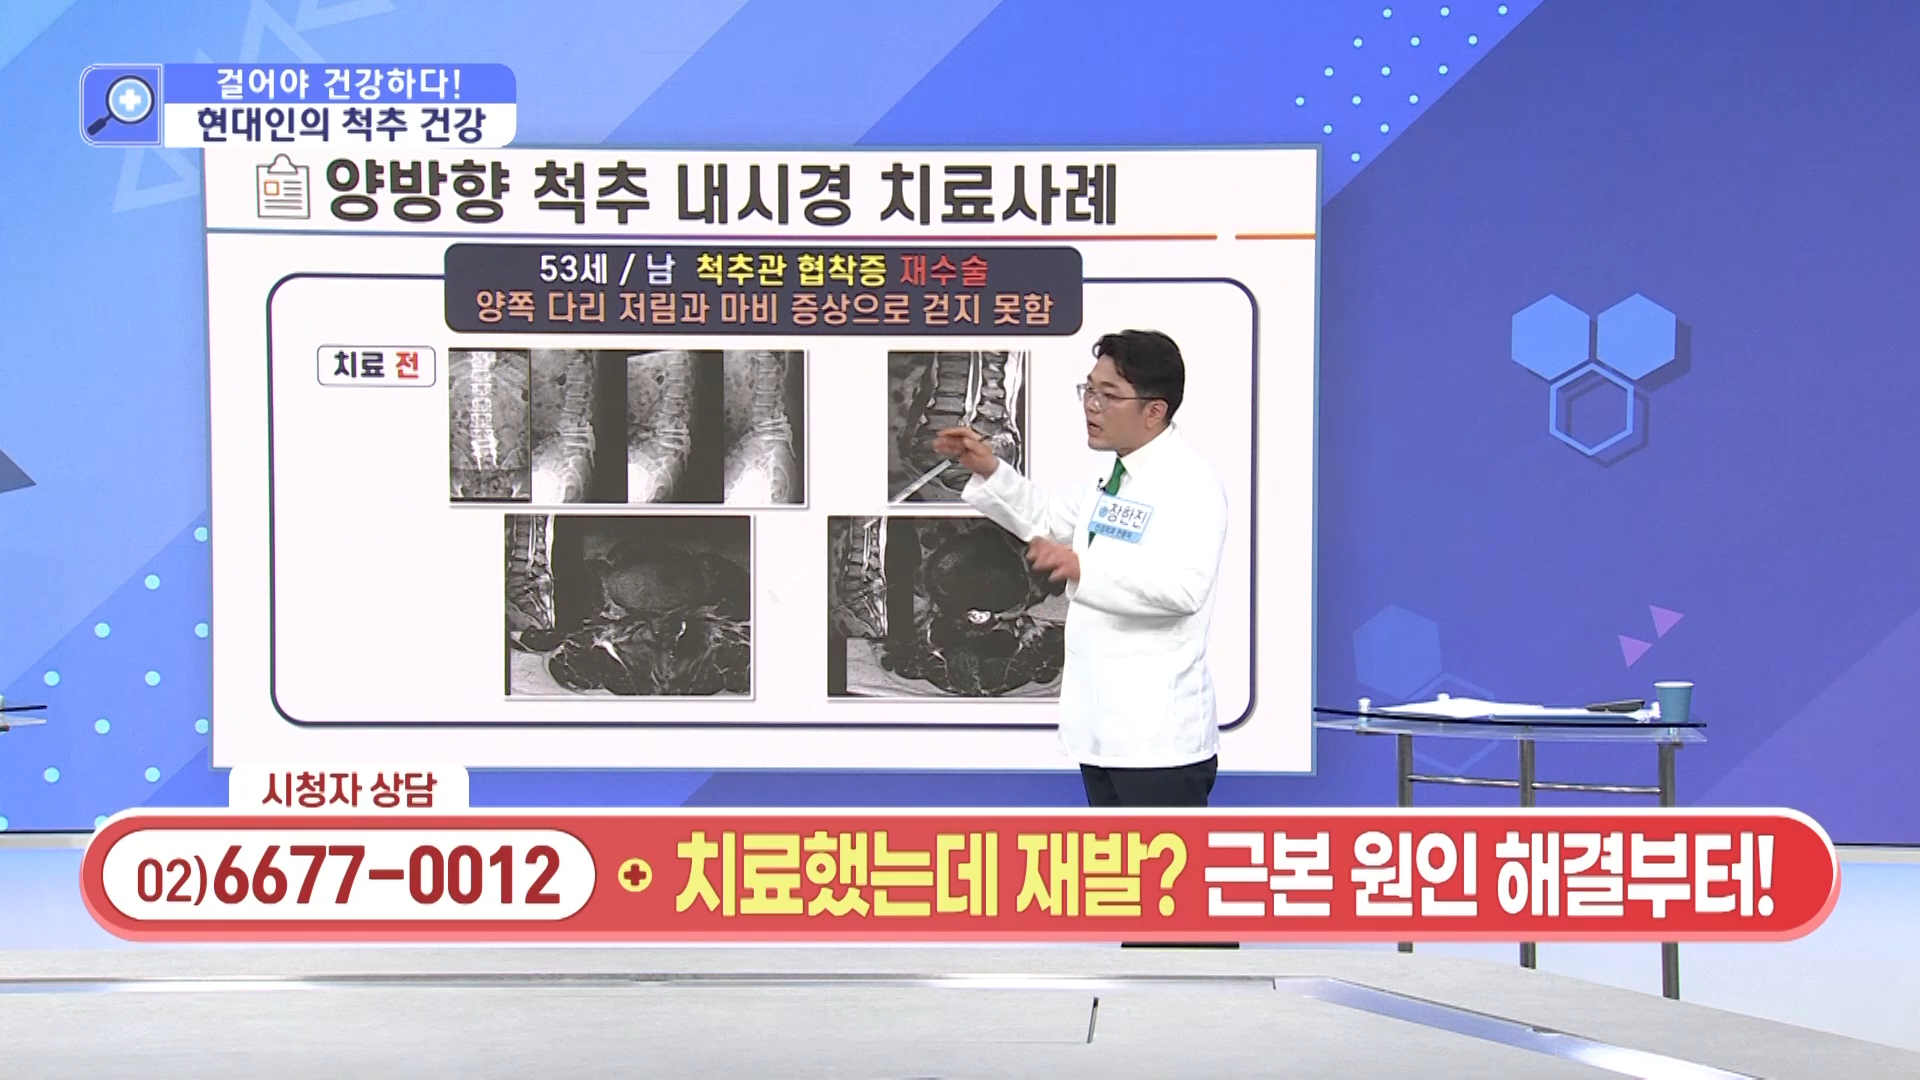 걸어야 건강하다!
현대인의 척추 건강
양방향 척추 내시경 치료사례
53세 / 남 척추관 협착증 재수술
양쪽 다리 저림과 마비 증상으로 걷지 못함
치료 전
장한진
시청자 상담
02)6677-0012
치료했는데 재발? 근본 원인 해결부터!